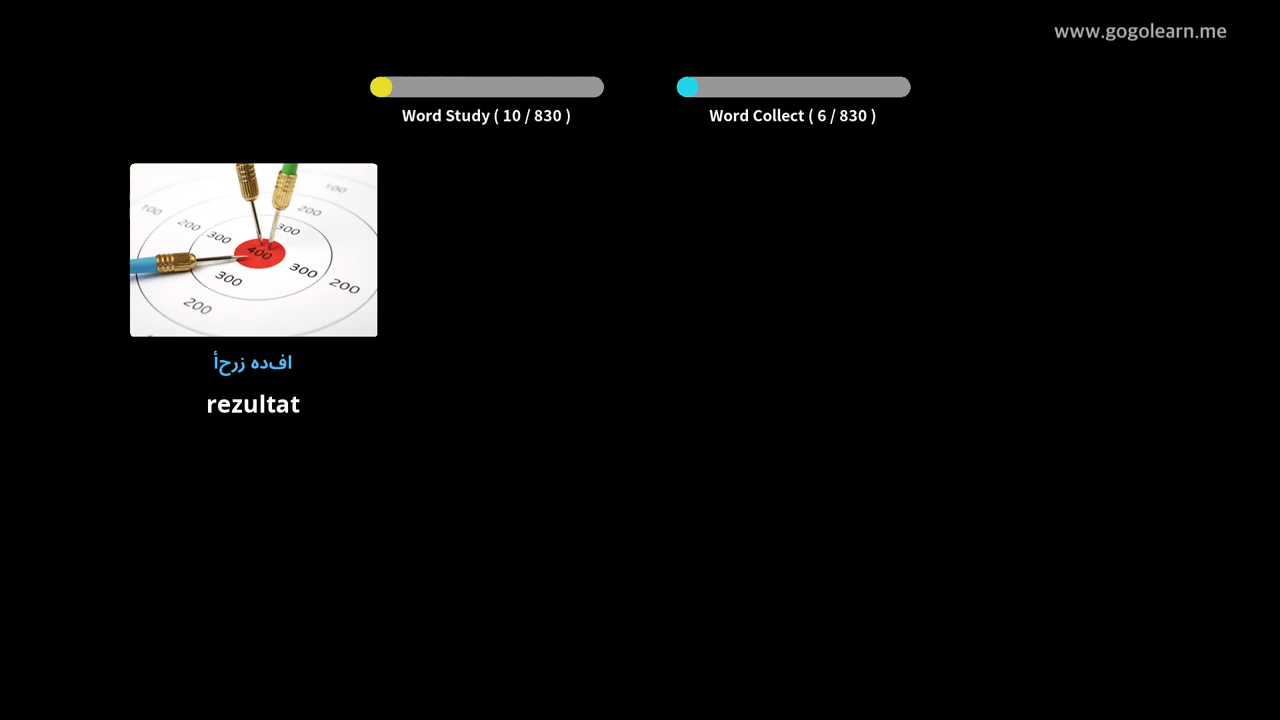 www.gogolearn.me
Word Study ( 10 / 830 )
Word Collect ( 6 / 830 )
100
100
200
200
300
300
400
300
300
200
200
افده زرحأ
rezultat